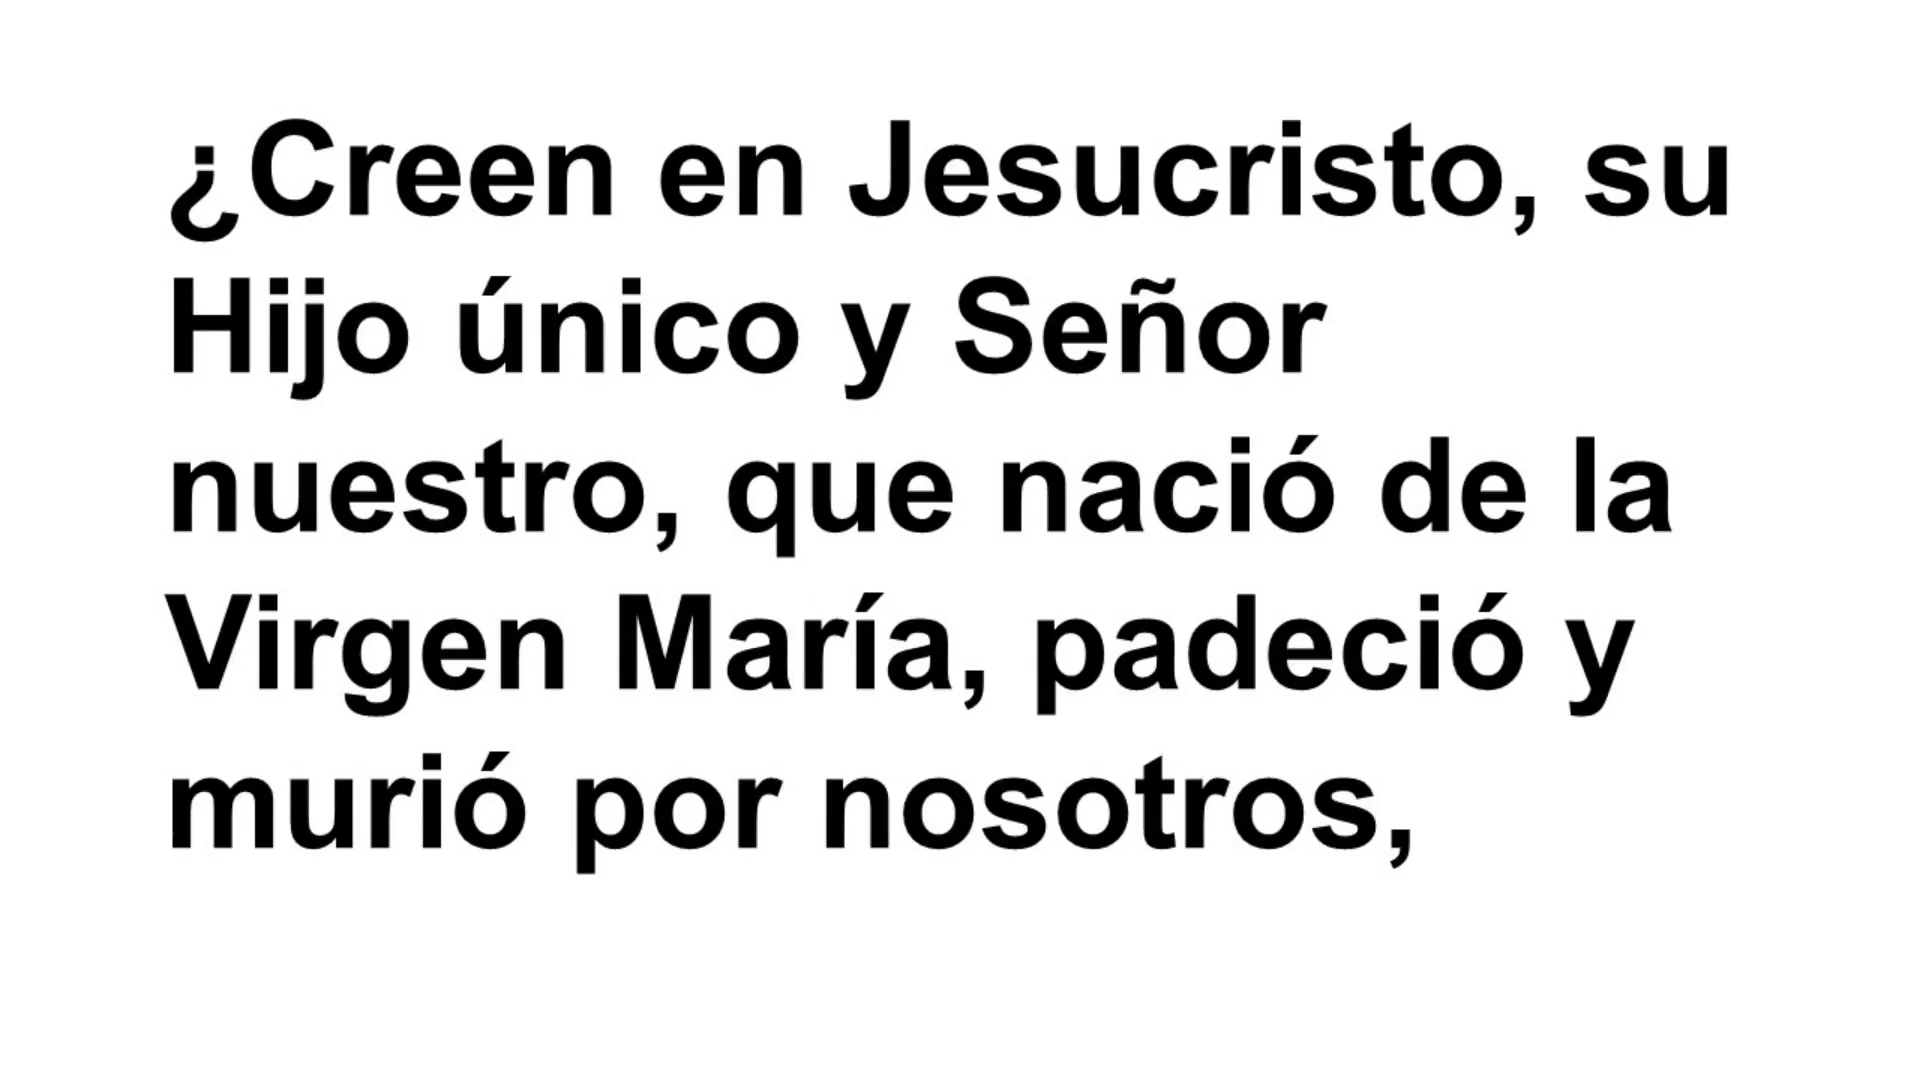 ¿Creen en Jesucristo, su
Hijo único y Señor
nuestro, que nació de la
Virgen María, padeció y
murió por nosotros,